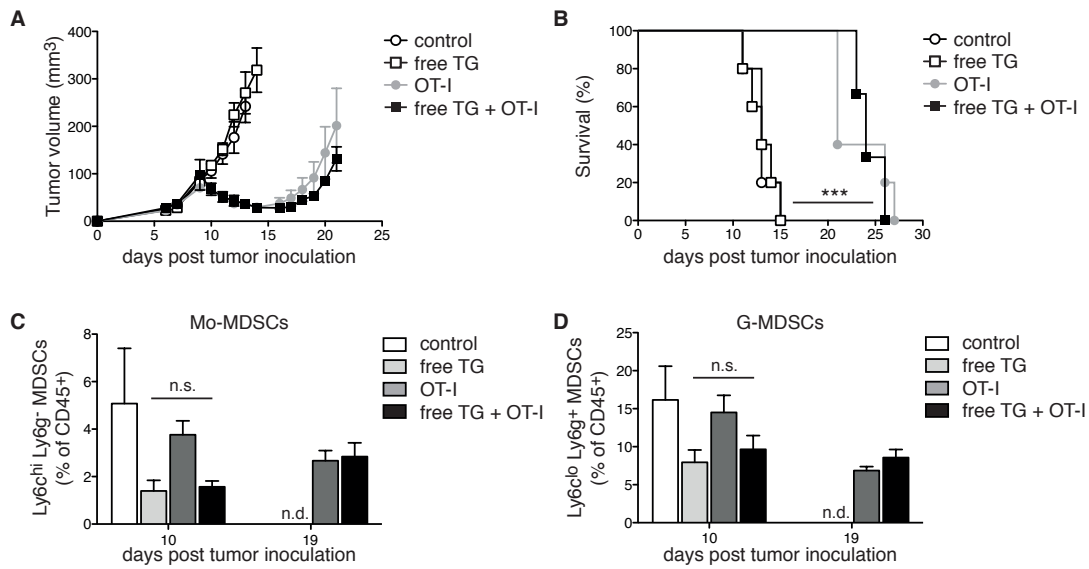 A
Tumor volume (mm3)
400
300
200
100
0
0 5 10 15 20 25
days post tumor inoculation
control
free TG
OT-I
free TG + OT-I
B
Survival (%)
100
80
60
40
20
0
***
0 5 10 15 20 25 30
days post tumor inoculation
control
free TG
OT-I
free TG + OT-I
C
Mo-MDSCs
Ly6chi Ly6g- MDSCs
(% of CD45+)
8
6
4
2
0
n.s.
n.d.
10 19
days post tumor inoculation
control
free TG
OT-I
free TG + OT-I
D
G-MDSCs
Ly6clo Ly6g+ MDSCs
(% of CD45+)
25
20
15
10
5
0
n.s.
n.d.
10 19
days post tumor inoculation
control
free TG
OT-I
free TG + OT-I